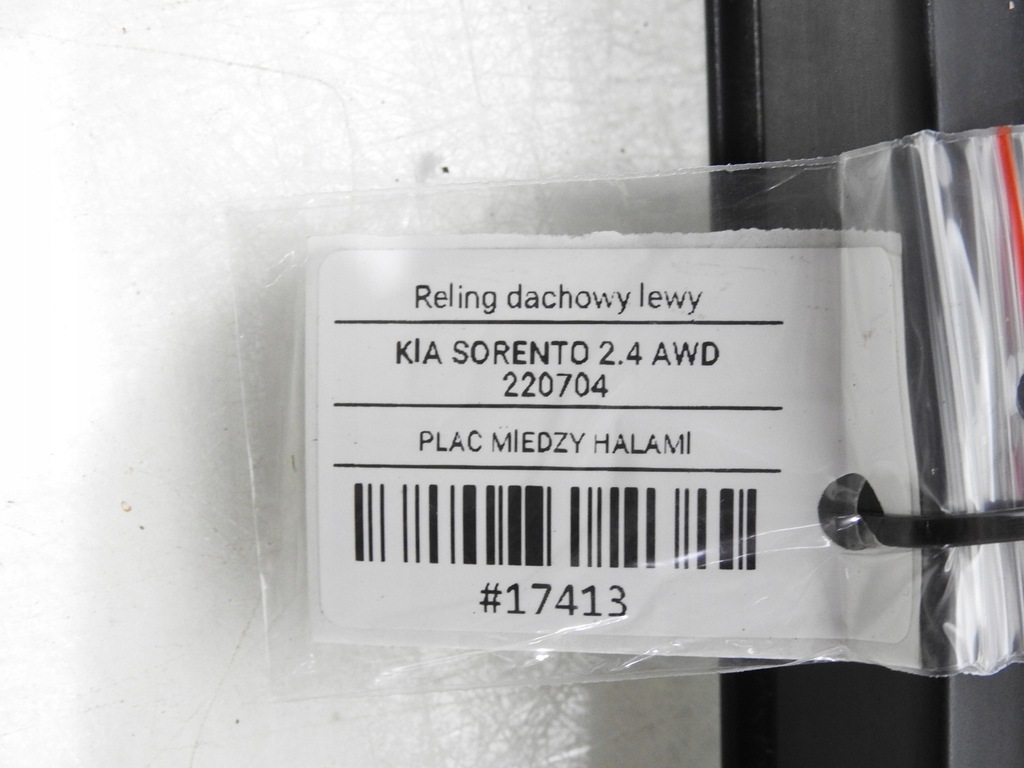 Reling dachowy lewy
KIA SORENTO 2.4 AWD
220704
PLAC MIEDZY HALAMI
#17413